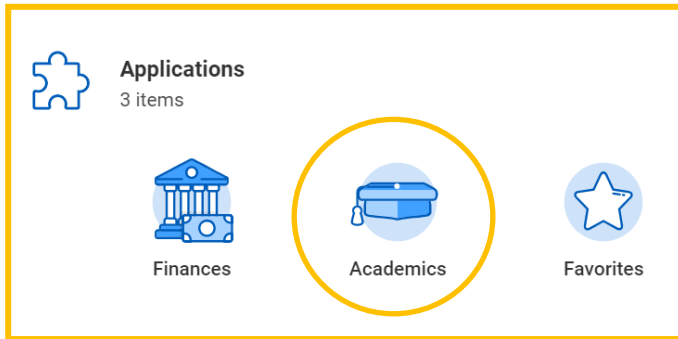 Applications
3 items
Finances
Academics
Favorites